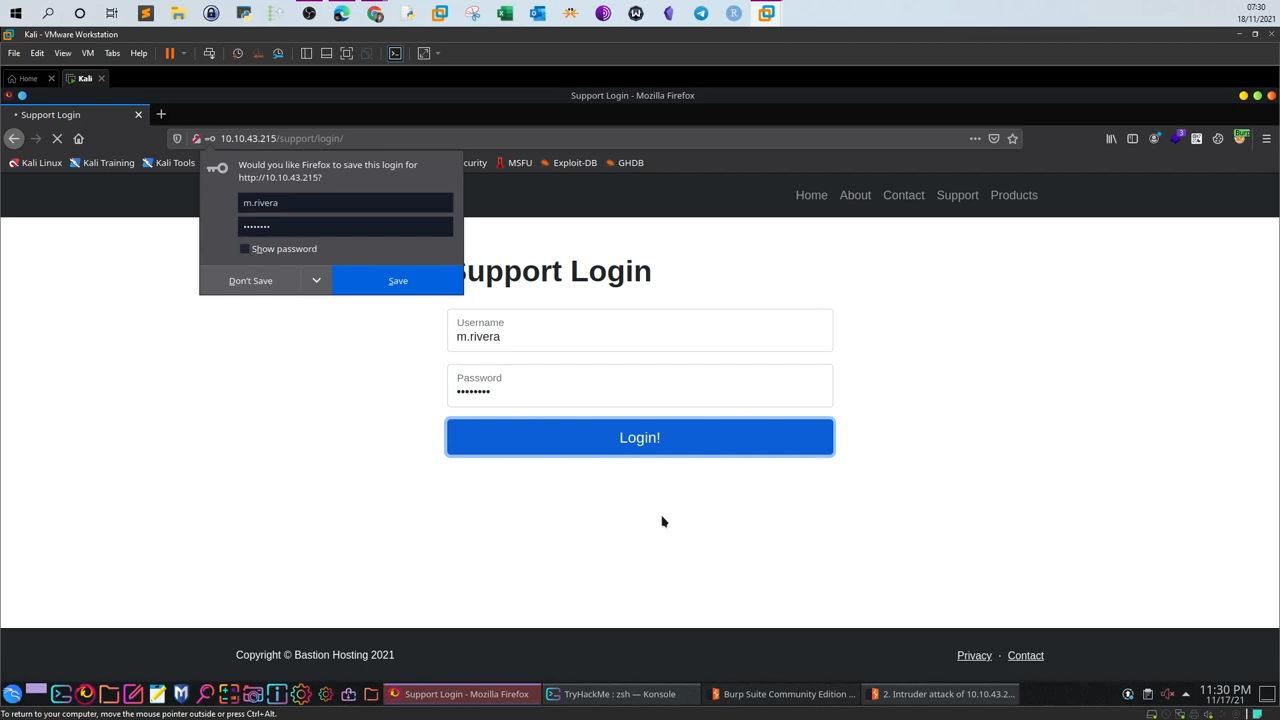 07:30
18/11/2021
Kali - VMware Workstation
File Edit View VM Tabs Help
Home Kali
Support Login - Mozilla Firefox
Support Login
10.10.43.215/support/login/
Kali Linux Kali Training Kali Tools curity MSFU Exploit-DB GHDB
3
Burp
Would you like Firefox to save this login for
http://10.10.43.215?
m.rivera
••••••••
Show password
Don't Save Save
Home About Contact Support Products
Support Login
Username
m.rivera
Password
••••••••
Login!
Copyright © Bastion Hosting 2021 Privacy · Contact
Support Login - Mozilla Firefox TryHackMe : zsh — Konsole Burp Suite Community Edition ... 2. Intruder attack of 10.10.43.2...
11:30 PM
11/17/21
To return to your computer, move the mouse pointer outside or press Ctrl+Alt.